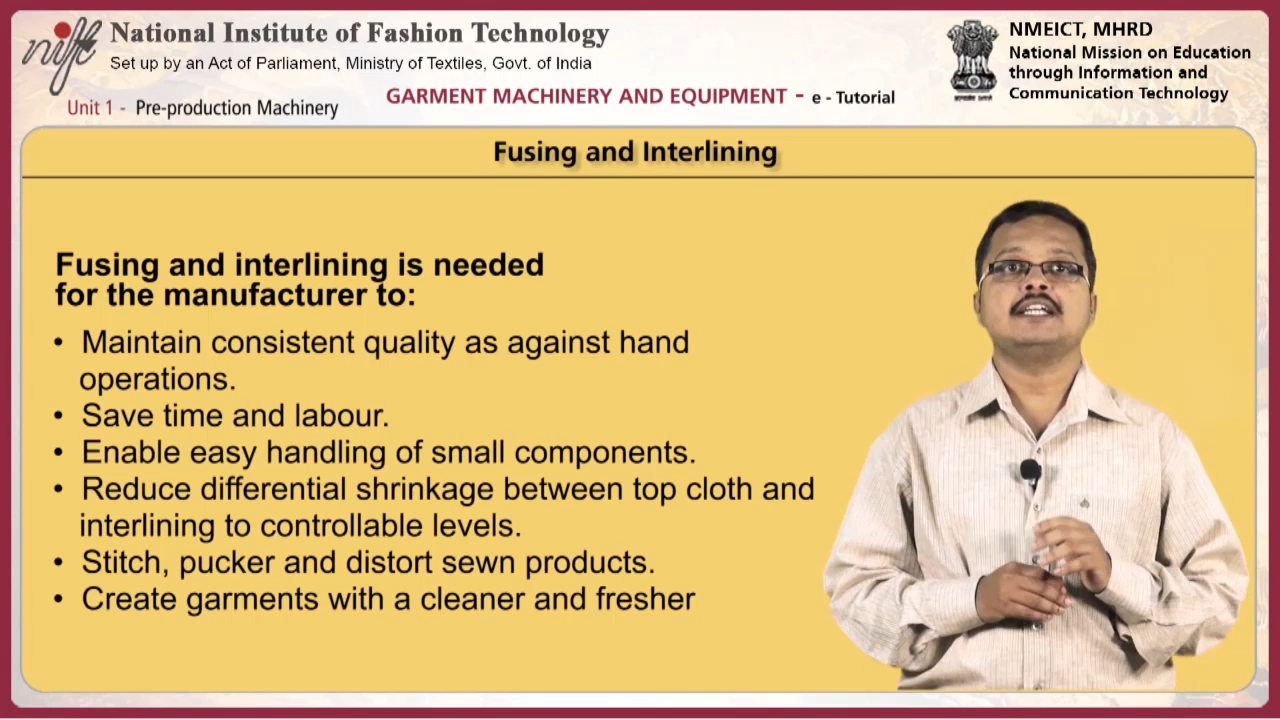 nift
National Institute of Fashion Technology
Set up by an Act of Parliament, Ministry of Textiles, Govt. of India
Unit 1 - Pre-production Machinery
GARMENT MACHINERY AND EQUIPMENT - e - Tutorial
NMEICT, MHRD
National Mission on Education
through Information and
Communication Technology
Fusing and Interlining
Fusing and interlining is needed
for the manufacturer to:
• Maintain consistent quality as against hand
operations.
• Save time and labour.
• Enable easy handling of small components.
• Reduce differential shrinkage between top cloth and
interlining to controllable levels.
• Stitch, pucker and distort sewn products.
• Create garments with a cleaner and fresher